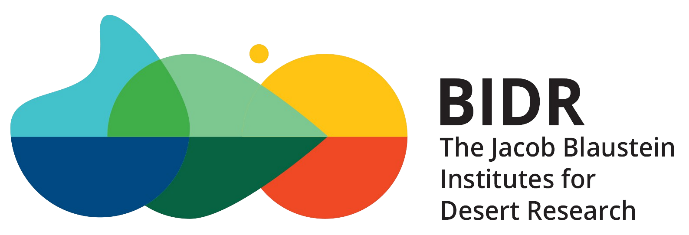 BIDR
The Jacob Blaustein
Institutes for
Desert Research